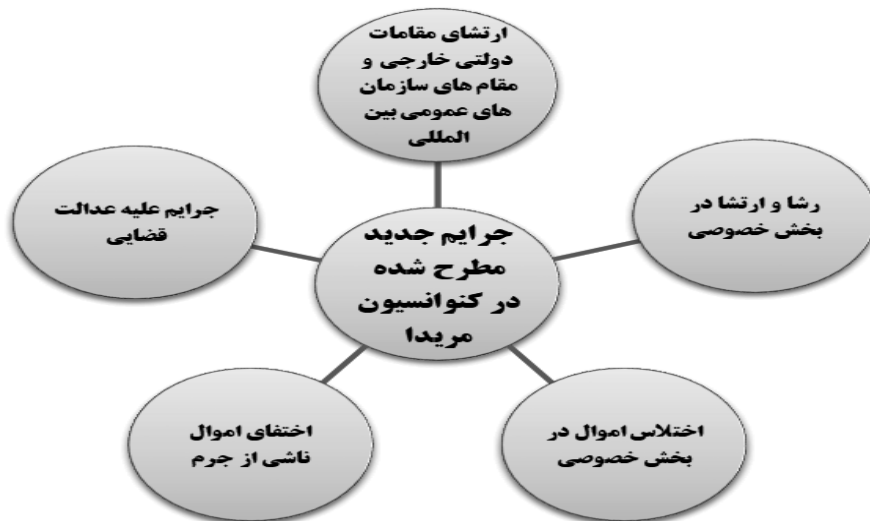 ارتشای مقامات
دولتی خارجی و
مقام های سازمان
های عمومی بین
المللی
رشا و ارتشا در
بخش خصوصی
جرایم علیه عدالت
قضایی
جرایم جدید
مطرح شده
در کنوانسیون
مریدا
اختلاس اموال در
بخش خصوصی
اختفای اموال
ناشی از جرم